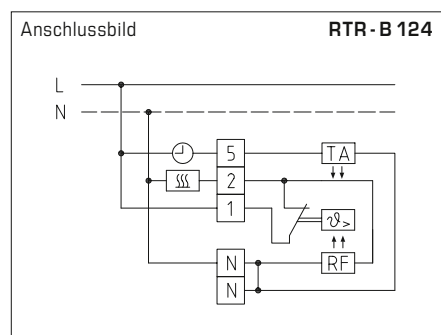 Anschlussbild RTR-B 124
L
N
5 TA
2
1 ϑ>
N RF
N